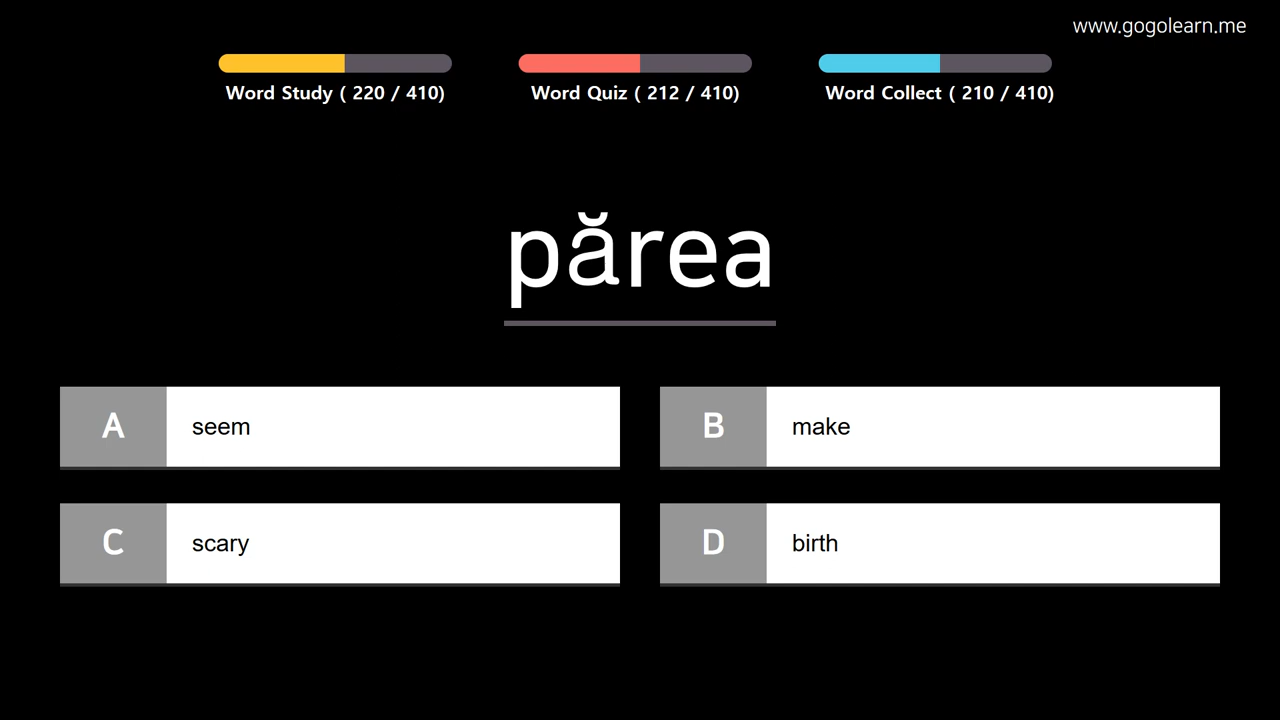 www.gogolearn.me
Word Study ( 220 / 410)
Word Quiz ( 212 / 410)
Word Collect ( 210 / 410)
părea
A seem
B make
C scary
D birth